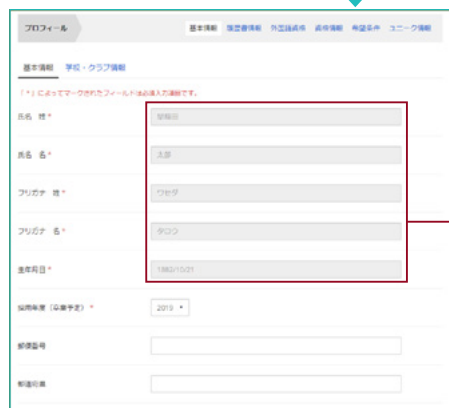 プロフィール
基本情報 履歴書情報 外国語資格 資格情報 希望条件 ユニーク情報
基本情報 学校・クラブ情報
「*」によってマークされたフィールドは必須入力項目です。
氏名 姓*
早稲田
氏名 名*
太郎
フリガナ 姓*
ワセダ
フリガナ 名*
タロウ
生年月日*
1882/10/21
採用年度（卒業予定）*
2019
郵便番号
都道府県